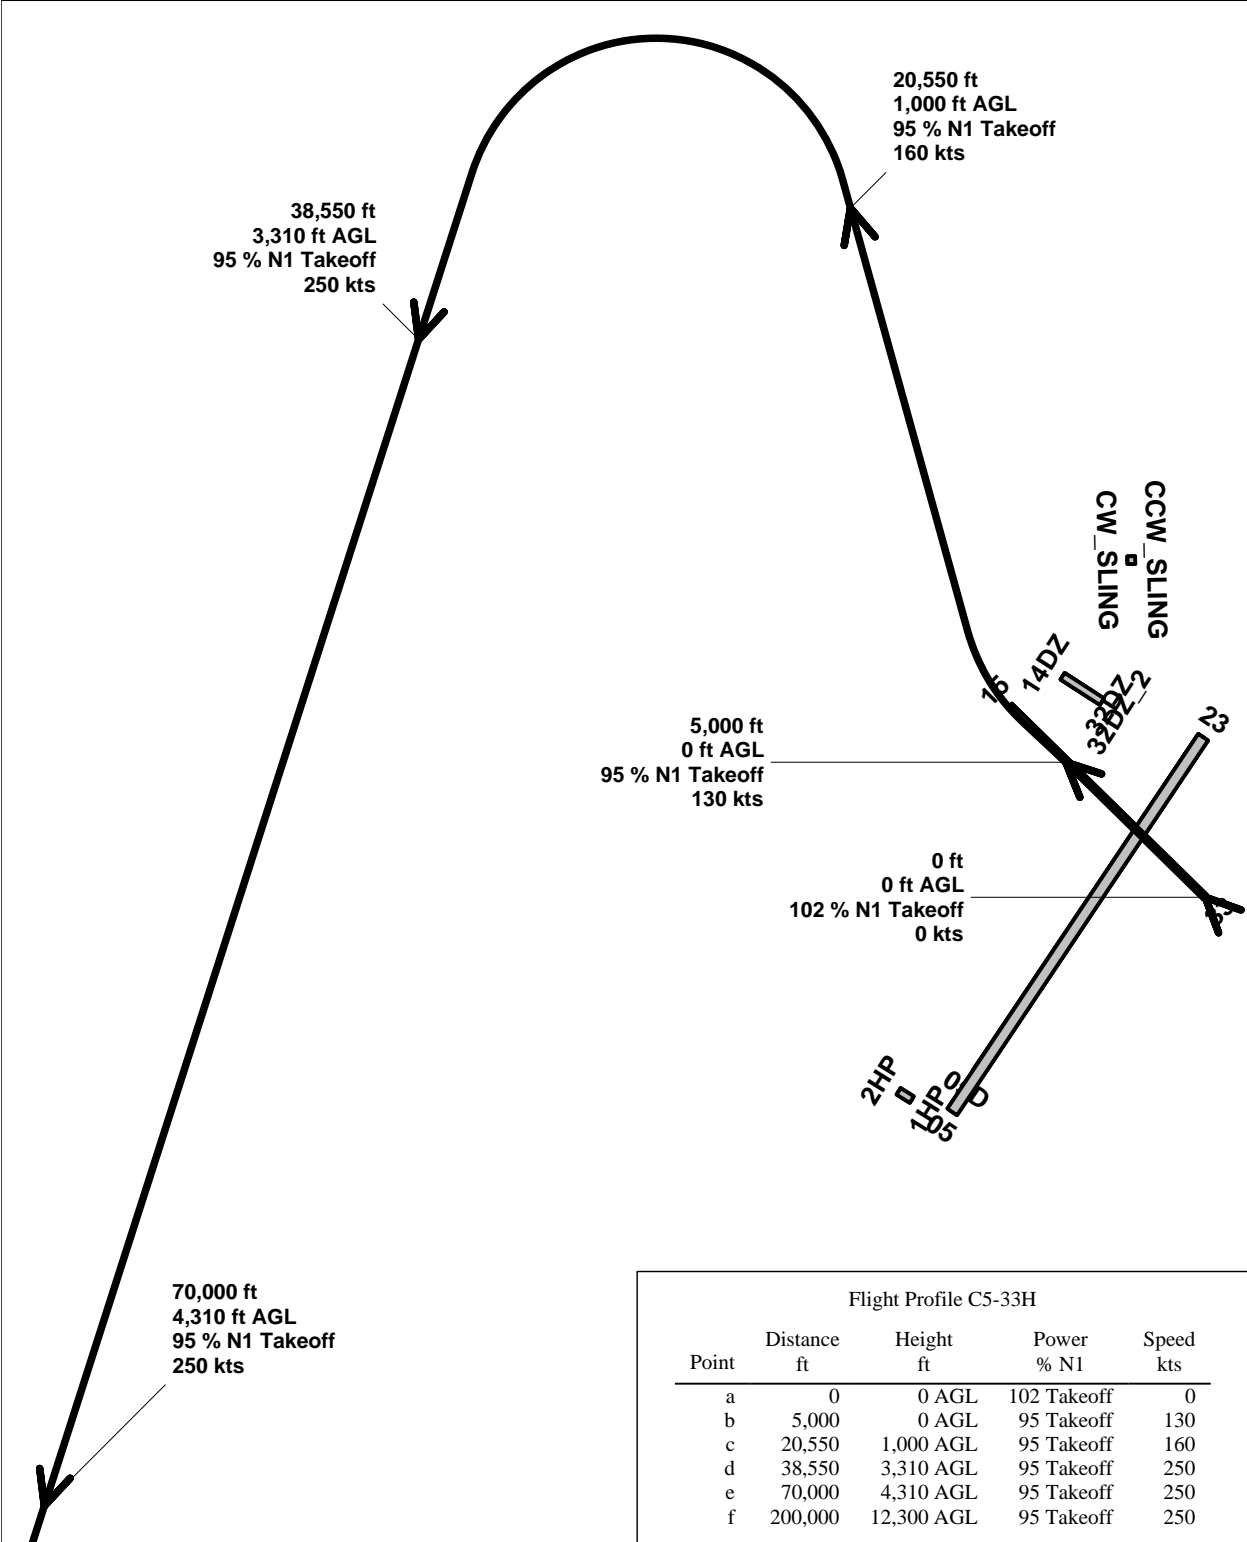 20,550 ft
1,000 ft AGL
95 % N1 Takeoff
160 kts
38,550 ft
3,310 ft AGL
95 % N1 Takeoff
250 kts
CCW_SLING
CW_SLING
14DZ
32DZ
32DZ_2
15
23
5,000 ft
0 ft AGL
95 % N1 Takeoff
130 kts
0 ft
0 ft AGL
102 % N1 Takeoff
0 kts
2HP
1HP
05
70,000 ft
4,310 ft AGL
95 % N1 Takeoff
250 kts
Flight Profile C5-33H
Distance Height Power Speed
Point ft ft % N1 kts
a 0 0 AGL 102 Takeoff 0
b 5,000 0 AGL 95 Takeoff 130
c 20,550 1,000 AGL 95 Takeoff 160
d 38,550 3,310 AGL 95 Takeoff 250
e 70,000 4,310 AGL 95 Takeoff 250
f 200,000 12,300 AGL 95 Takeoff 250